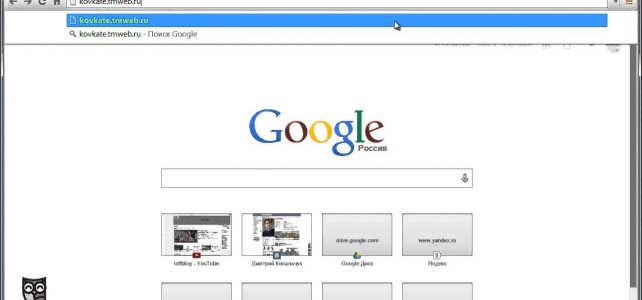 kovkate.tmweb.ru
kovkate.tmweb.ru
kovkate.tmweb.ru - Поиск Google
Google
Россия
loftblog - YouTube
Дмитрий Ковальчук
drive.google.com
Google Диск
www.yandex.ru
Яндекс